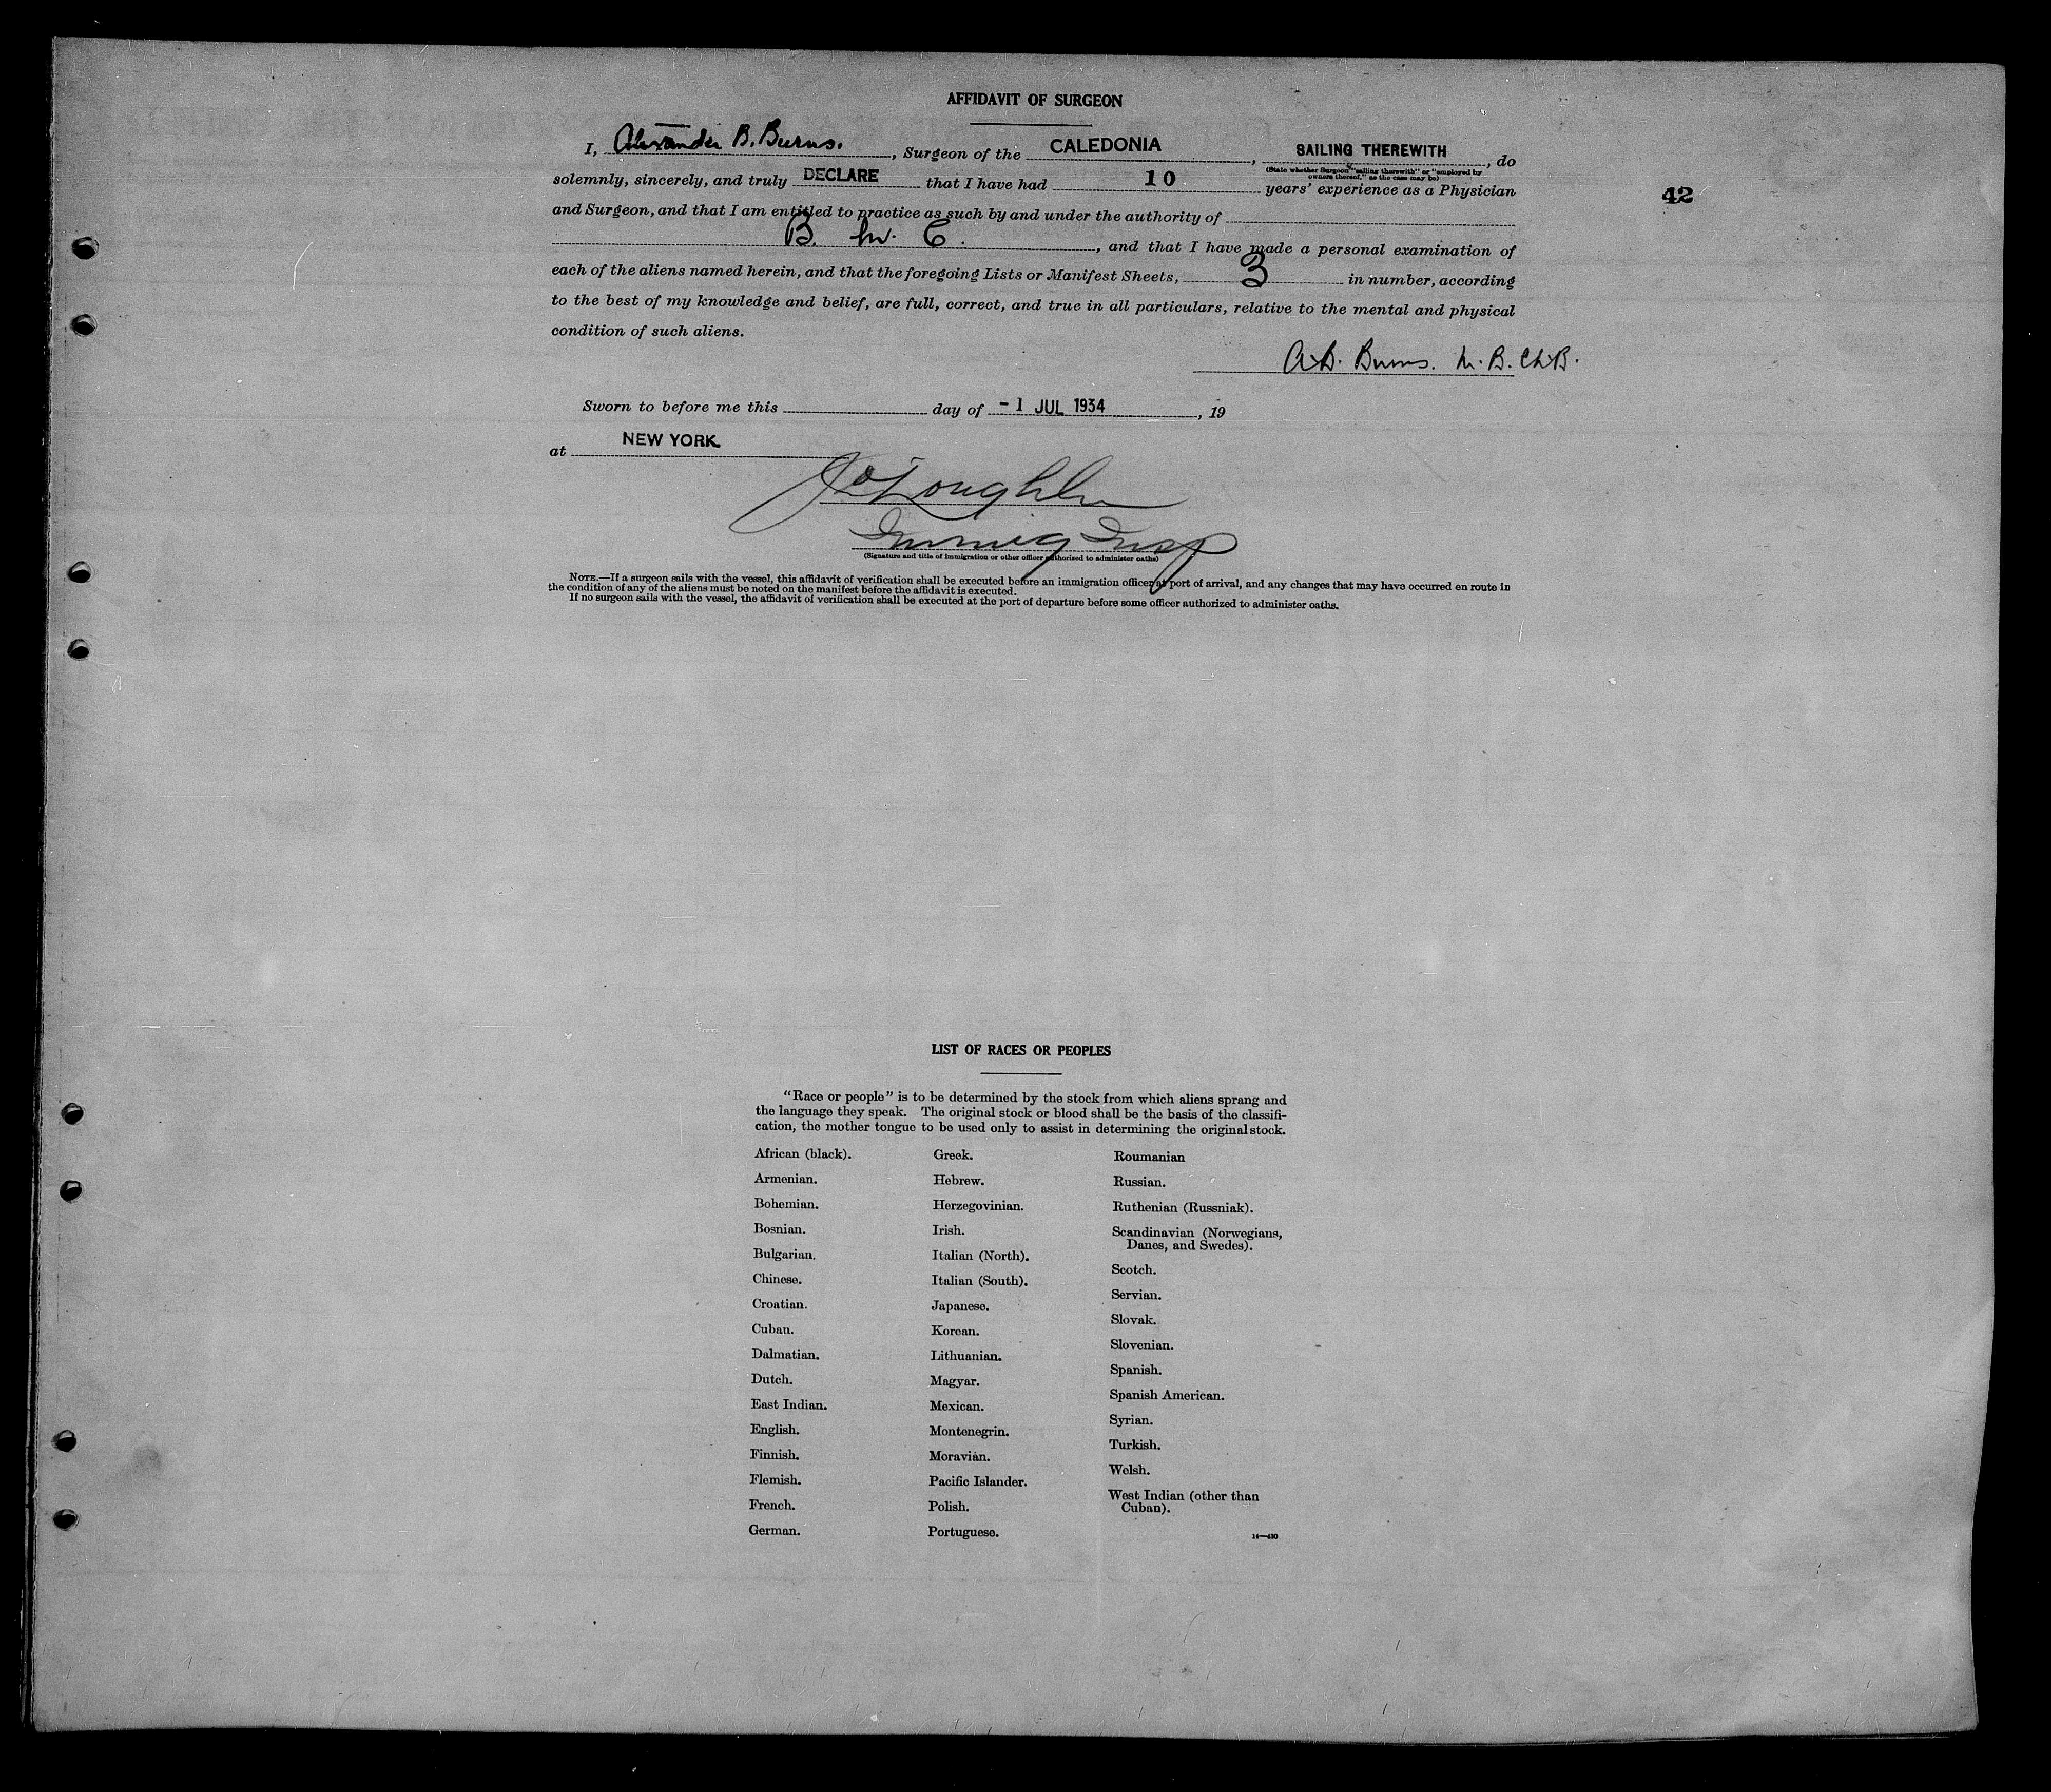 AFFIDAVIT OF SURGEON
I, Alexander B. Burns., Surgeon of the CALEDONIA, SAILING THEREWITH, do
(State whether Surgeon "sailing therewith" or "employed by
owners thereof," as the case may be)
42
solemnly, sincerely, and truly DECLARE that I have had 10 years' experience as a Physician
and Surgeon, and that I am entitled to practice as such by and under the authority of
B. M. C., and that I have made a personal examination of
each of the aliens named herein, and that the foregoing Lists or Manifest Sheets, 3 in number, according
to the best of my knowledge and belief, are full, correct, and true in all particulars, relative to the mental and physical
condition of such aliens.
A.B. Burns. M.B. Ch.B.
Sworn to before me this day of -1 JUL 1934, 19
at NEW YORK.
Loughlin
Immig Insp
(Signature and title of immigration or other officer authorized to administer oaths)
NOTE.—If a surgeon sails with the vessel, this affidavit of verification shall be executed before an immigration officer at port of arrival, and any changes that may have occurred en route in
the condition of any of the aliens must be noted on the manifest before the affidavit is executed.
If no surgeon sails with the vessel, the affidavit of verification shall be executed at the port of departure before some officer authorized to administer oaths.
LIST OF RACES OR PEOPLES
"Race or people" is to be determined by the stock from which aliens sprang and
the language they speak. The original stock or blood shall be the basis of the classifi-
cation, the mother tongue to be used only to assist in determining the original stock.
African (black).
Armenian.
Bohemian.
Bosnian.
Bulgarian.
Chinese.
Croatian.
Cuban.
Dalmatian.
Dutch.
East Indian.
English.
Finnish.
Flemish.
French.
German.
Greek.
Hebrew.
Herzegovinian.
Irish.
Italian (North).
Italian (South).
Japanese.
Korean.
Lithuanian.
Magyar.
Mexican.
Montenegrin.
Moravian.
Pacific Islander.
Polish.
Portuguese.
Roumanian
Russian.
Ruthenian (Russniak).
Scandinavian (Norwegians,
Danes, and Swedes).
Scotch.
Servian.
Slovak.
Slovenian.
Spanish.
Spanish American.
Syrian.
Turkish.
Welsh.
West Indian (other than
Cuban).
14—430